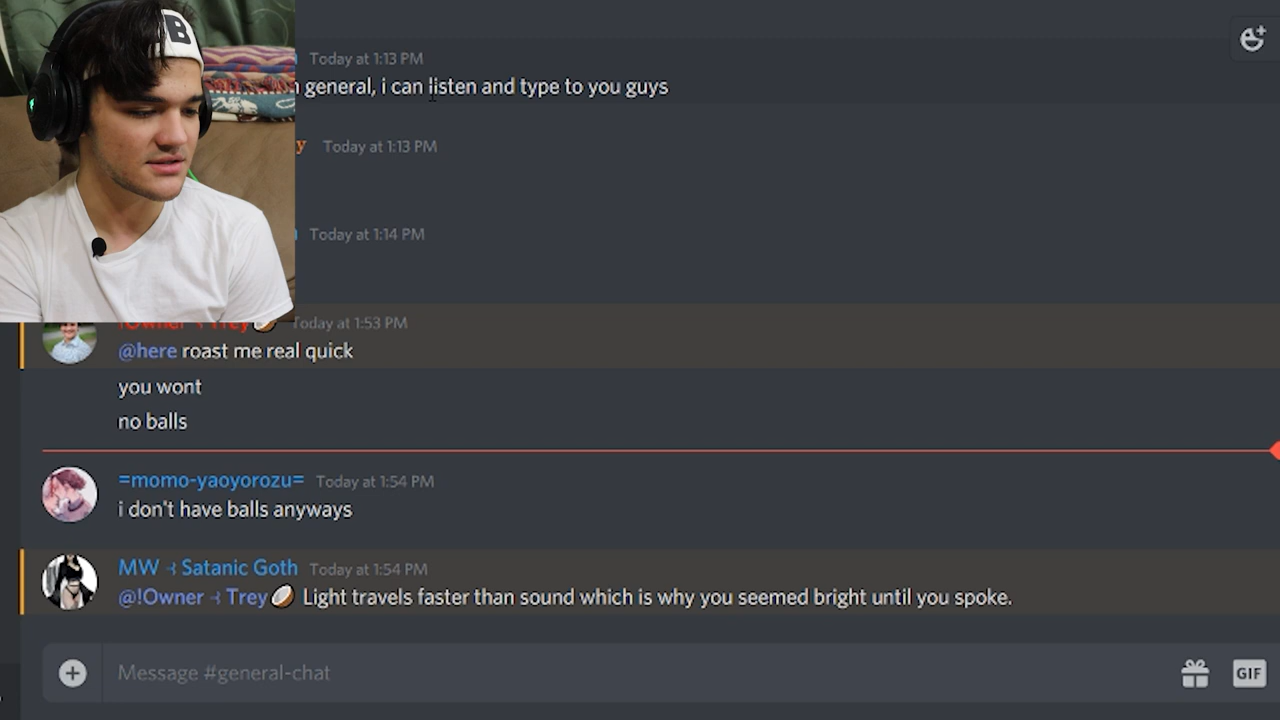 B
Today at 1:13 PM
general, i can listen and type to you guys
y Today at 1:13 PM
Today at 1:14 PM
!Owner ⊰ Trey🥥 Today at 1:53 PM
@here roast me real quick
you wont
no balls
=momo-yaoyorozu= Today at 1:54 PM
i don't have balls anyways
MW ⊰ Satanic Goth Today at 1:54 PM
@!Owner ⊰ Trey🥥 Light travels faster than sound which is why you seemed bright until you spoke.
Message #general-chat
GIF